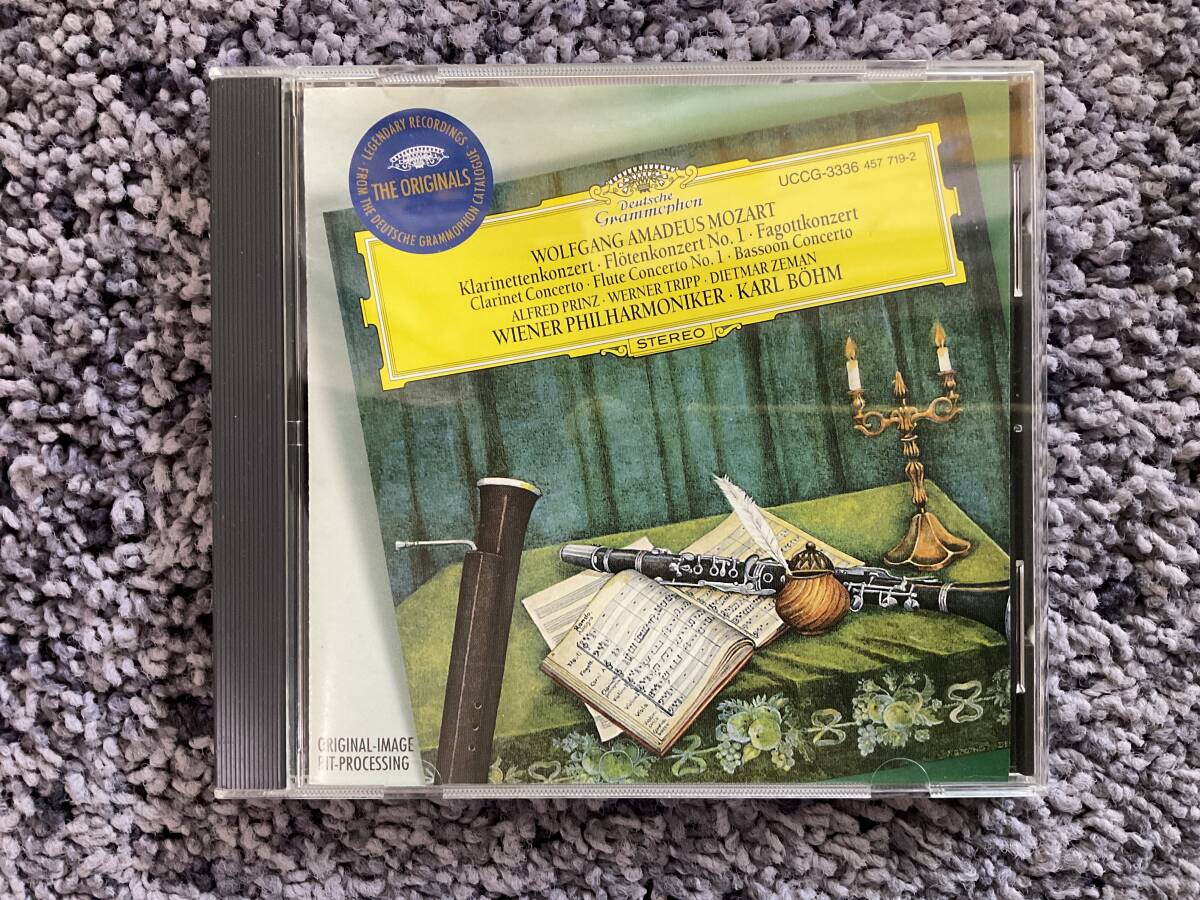 LEGENDARY RECORDINGS
THE ORIGINALS
FROM THE DEUTSCHE GRAMMOPHON CATALOGUE
UCCG-3336 457 719-2
Deutsche
Grammophon
WOLFGANG AMADEUS MOZART
Klarinettenkonzert · Flötenkonzert No. 1 · Fagottkonzert
Clarinet Concerto · Flute Concerto No. 1 · Bassoon Concerto
ALFRED PRINZ · WERNER TRIPP · DIETMAR ZEMAN
WIENER PHILHARMONIKER · KARL BÖHM
STEREO
Rondo
Viola
ORIGINAL-IMAGE
BIT-PROCESSING